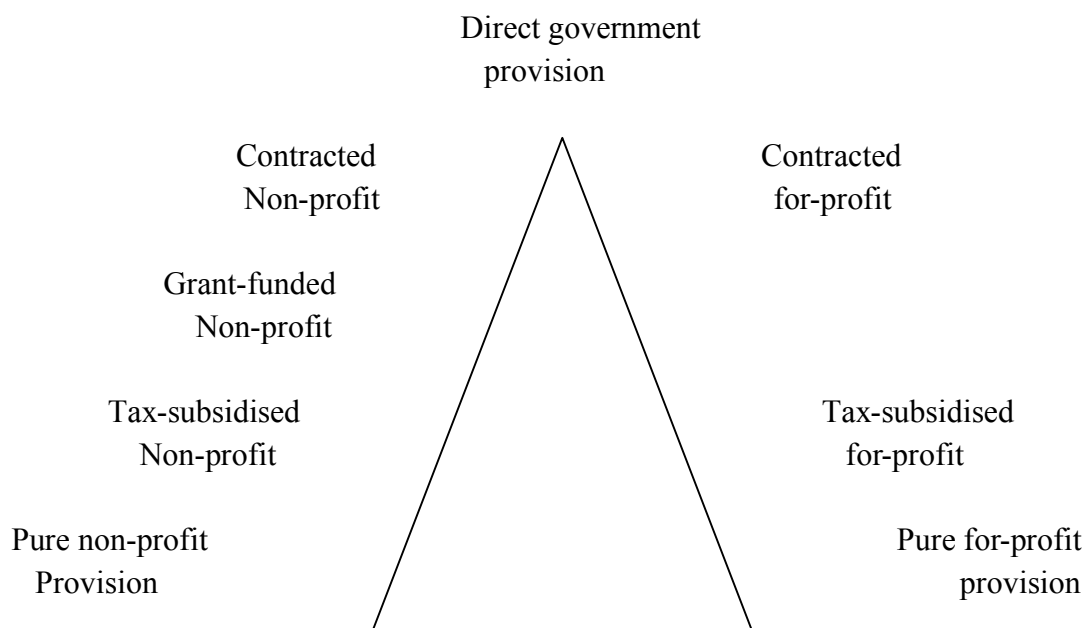 Direct government
provision
Contracted
Non-profit
Contracted
for-profit
Grant-funded
Non-profit
Tax-subsidised
Non-profit
Tax-subsidised
for-profit
Pure non-profit
Provision
Pure for-profit
provision